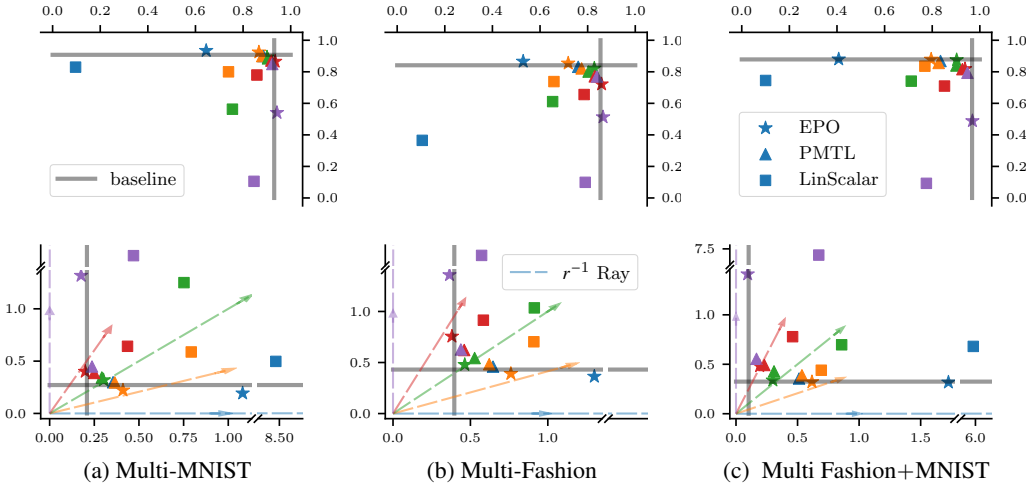 0.0 0.2 0.4 0.6 0.8 1.0
0.0 0.2 0.4 0.6 0.8 1.0
0.0 0.2 0.4 0.6 0.8 1.0
1.0
0.8
0.6
0.4
0.2
0.0
baseline
1.0
0.8
0.6
0.4
0.2
0.0
1.0
0.8
0.6
0.4
0.2
0.0
EPO
PMTL
LinScalar
1.0
0.5
0.0
0.00 0.25 0.50 0.75 1.00 8.50
r⁻¹ Ray
1.0
0.5
0.0
0.0 0.5 1.0
7.5
1.0
0.5
0.0
0.0 0.5 1.0 1.5 6.0
(a) Multi-MNIST
(b) Multi-Fashion
(c) Multi Fashion+MNIST